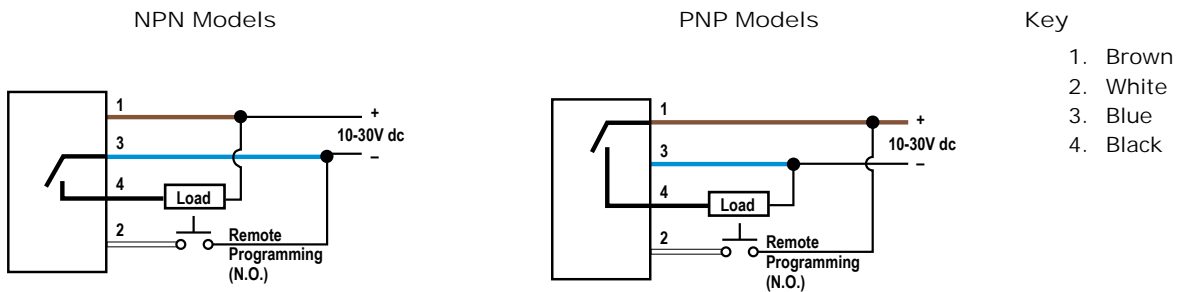 NPN Models
1
+
10-30V dc
3
–
4
Load
2
Remote
Programming
(N.O.)
PNP Models
1
+
10-30V dc
3
–
4
Load
2
Remote
Programming
(N.O.)
Key
1. Brown
2. White
3. Blue
4. Black